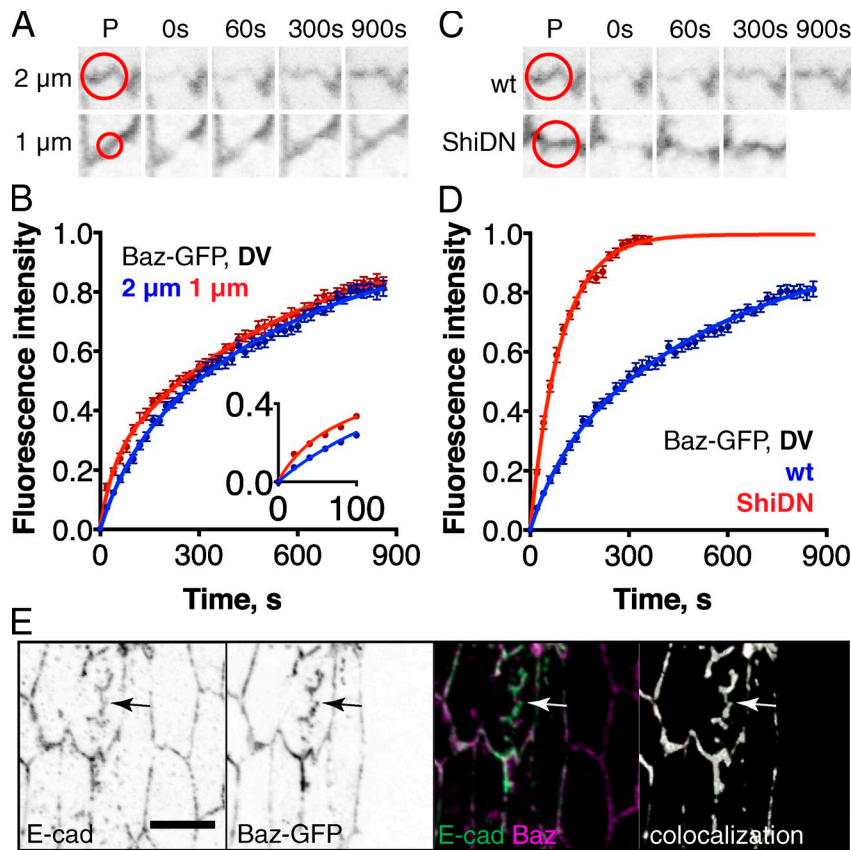 A
P 0s 60s 300s 900s
2 µm
1 µm
C
P 0s 60s 300s 900s
wt
ShiDN
B
Fluorescence intensity
1.0
0.8
0.6
0.4
0.2
0.0
Baz-GFP, DV
2 µm 1 µm
0.4
0.0
0 100
0 300 600 900
Time, s
D
Fluorescence intensity
1.0
0.8
0.6
0.4
0.2
0.0
Baz-GFP, DV
wt
ShiDN
0 300 600 900
Time, s
E
E-cad
Baz-GFP
E-cad Baz
colocalization